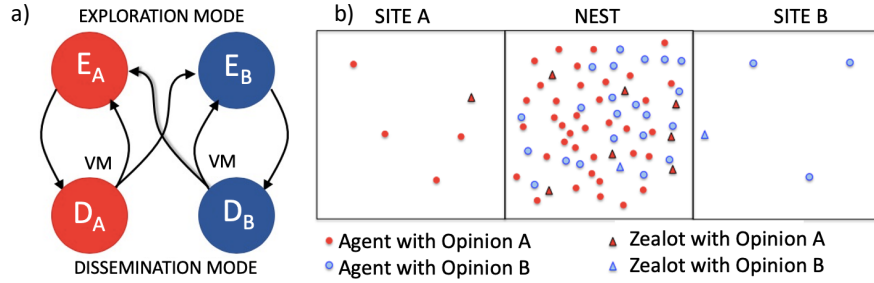 a)
EXPLORATION MODE
E_A
E_B
VM
VM
D_A
D_B
DISSEMINATION MODE
b)
SITE A
NEST
SITE B
Agent with Opinion A
Agent with Opinion B
Zealot with Opinion A
Zealot with Opinion B